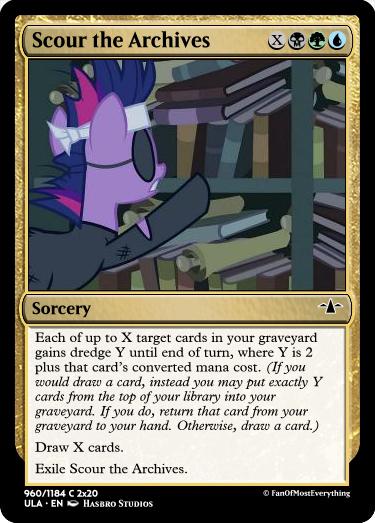 Scour the Archives X
Sorcery
Each of up to X target cards in your graveyard
gains dredge Y until end of turn, where Y is 2
plus that card's converted mana cost. (If you
would draw a card, instead you may put exactly Y
cards from the top of your library into your
graveyard. If you do, return that card from your
graveyard to your hand. Otherwise, draw a card.)
Draw X cards.
Exile Scour the Archives.
960/1184 C 2x20
ULA • EN Hasbro Studios © FanOfMostEverything